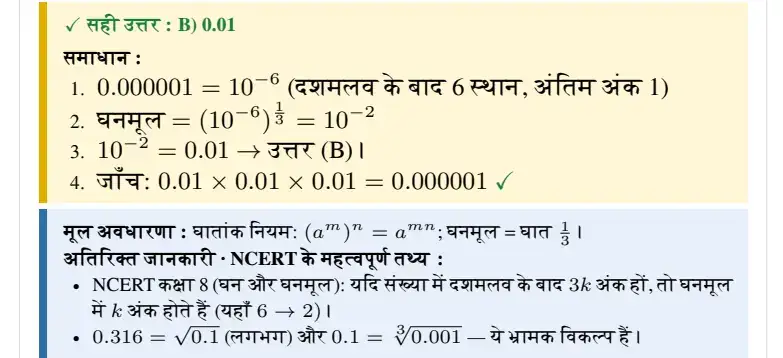 ✓ सही उत्तर : B) 0.01
समाधान :
1. 0.000001 = 10⁻⁶ (दशमलव के बाद 6 स्थान, अंतिम अंक 1)
2. घनमूल = (10⁻⁶)^{1/3} = 10⁻²
3. 10⁻² = 0.01 → उत्तर (B)।
4. जाँच: 0.01 × 0.01 × 0.01 = 0.000001 ✓
मूल अवधारणा : घातांक नियम: (aᵐ)ⁿ = aᵐⁿ; घनमूल = घात 1/3 ।
अतिरिक्त जानकारी · NCERT के महत्वपूर्ण तथ्य :
• NCERT कक्षा 8 (घन और घनमूल): यदि संख्या में दशमलव के बाद 3k अंक हों, तो घनमूल
में k अंक होते हैं (यहाँ 6 → 2)।
• 0.316 = √0.1 (लगभग) और 0.1 = ∛0.001 — ये भ्रामक विकल्प हैं।